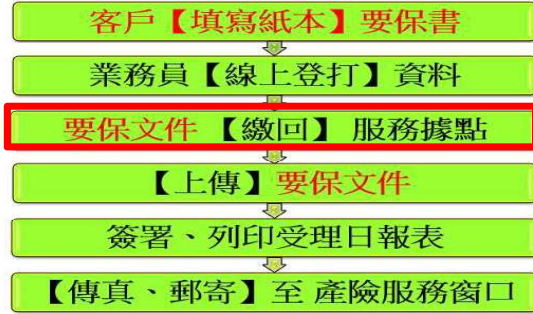 客戶【填寫紙本】要保書
業務員【線上登打】資料
要保文件 【繳回】 服務據點
【上傳】要保文件
簽署、列印受理日報表
【傳真、郵寄】至 產險服務窗口